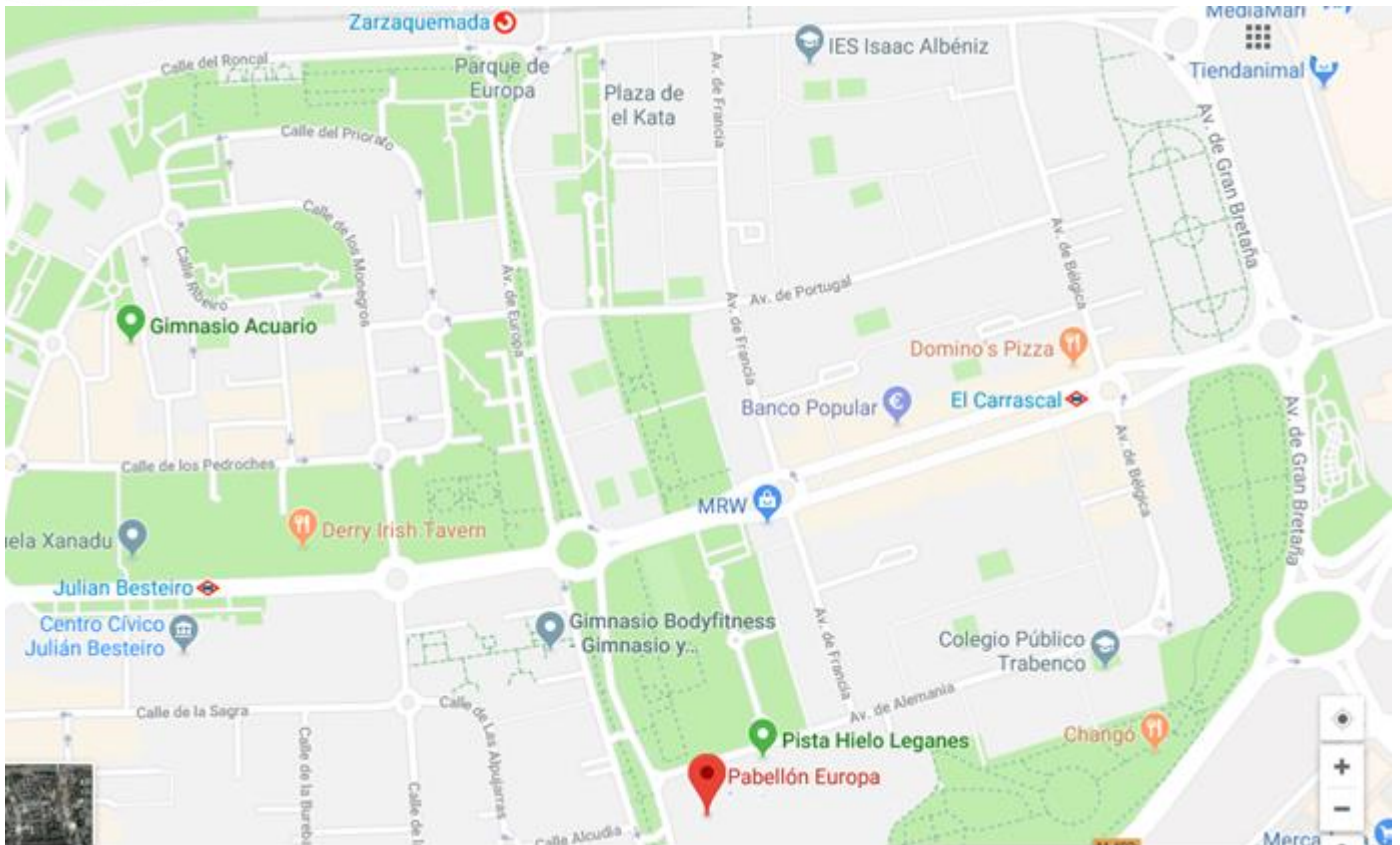 Zarzaquemada
MediaMark
IES Isaac Albéniz
Calle del Roncal
Parque de
Europa
Tiendanimal
Plaza de
el Kata
Av. de Francia
Calle del Priorato
Av. de Gran Bretaña
Calle de los Monegros
Calle Ribeiro
Av. de Europa
Av. de Bélgica
Av. de Portugal
Gimnasio Acuario
Av. de Francia
Domino's Pizza
Banco Popular
El Carrascal
Av. de Gran Bretaña
Av. de Bélgica
Calle de los Pedroches
MRW
Derry Irish Tavern
uela Xanadu
Julian Besteiro
Centro Cívico
Julián Besteiro
Gimnasio Bodyfitness
Gimnasio y...
Av. de Francia
Colegio Público
Trabenco
Av. de Alemania
Calle de la Sagra
Calle de Las Alpujarras
Changó
Pista Hielo Leganes
Pabellón Europa
Calle de la Bureb
Calle de l
Calle Alcudia
+
−
Merca